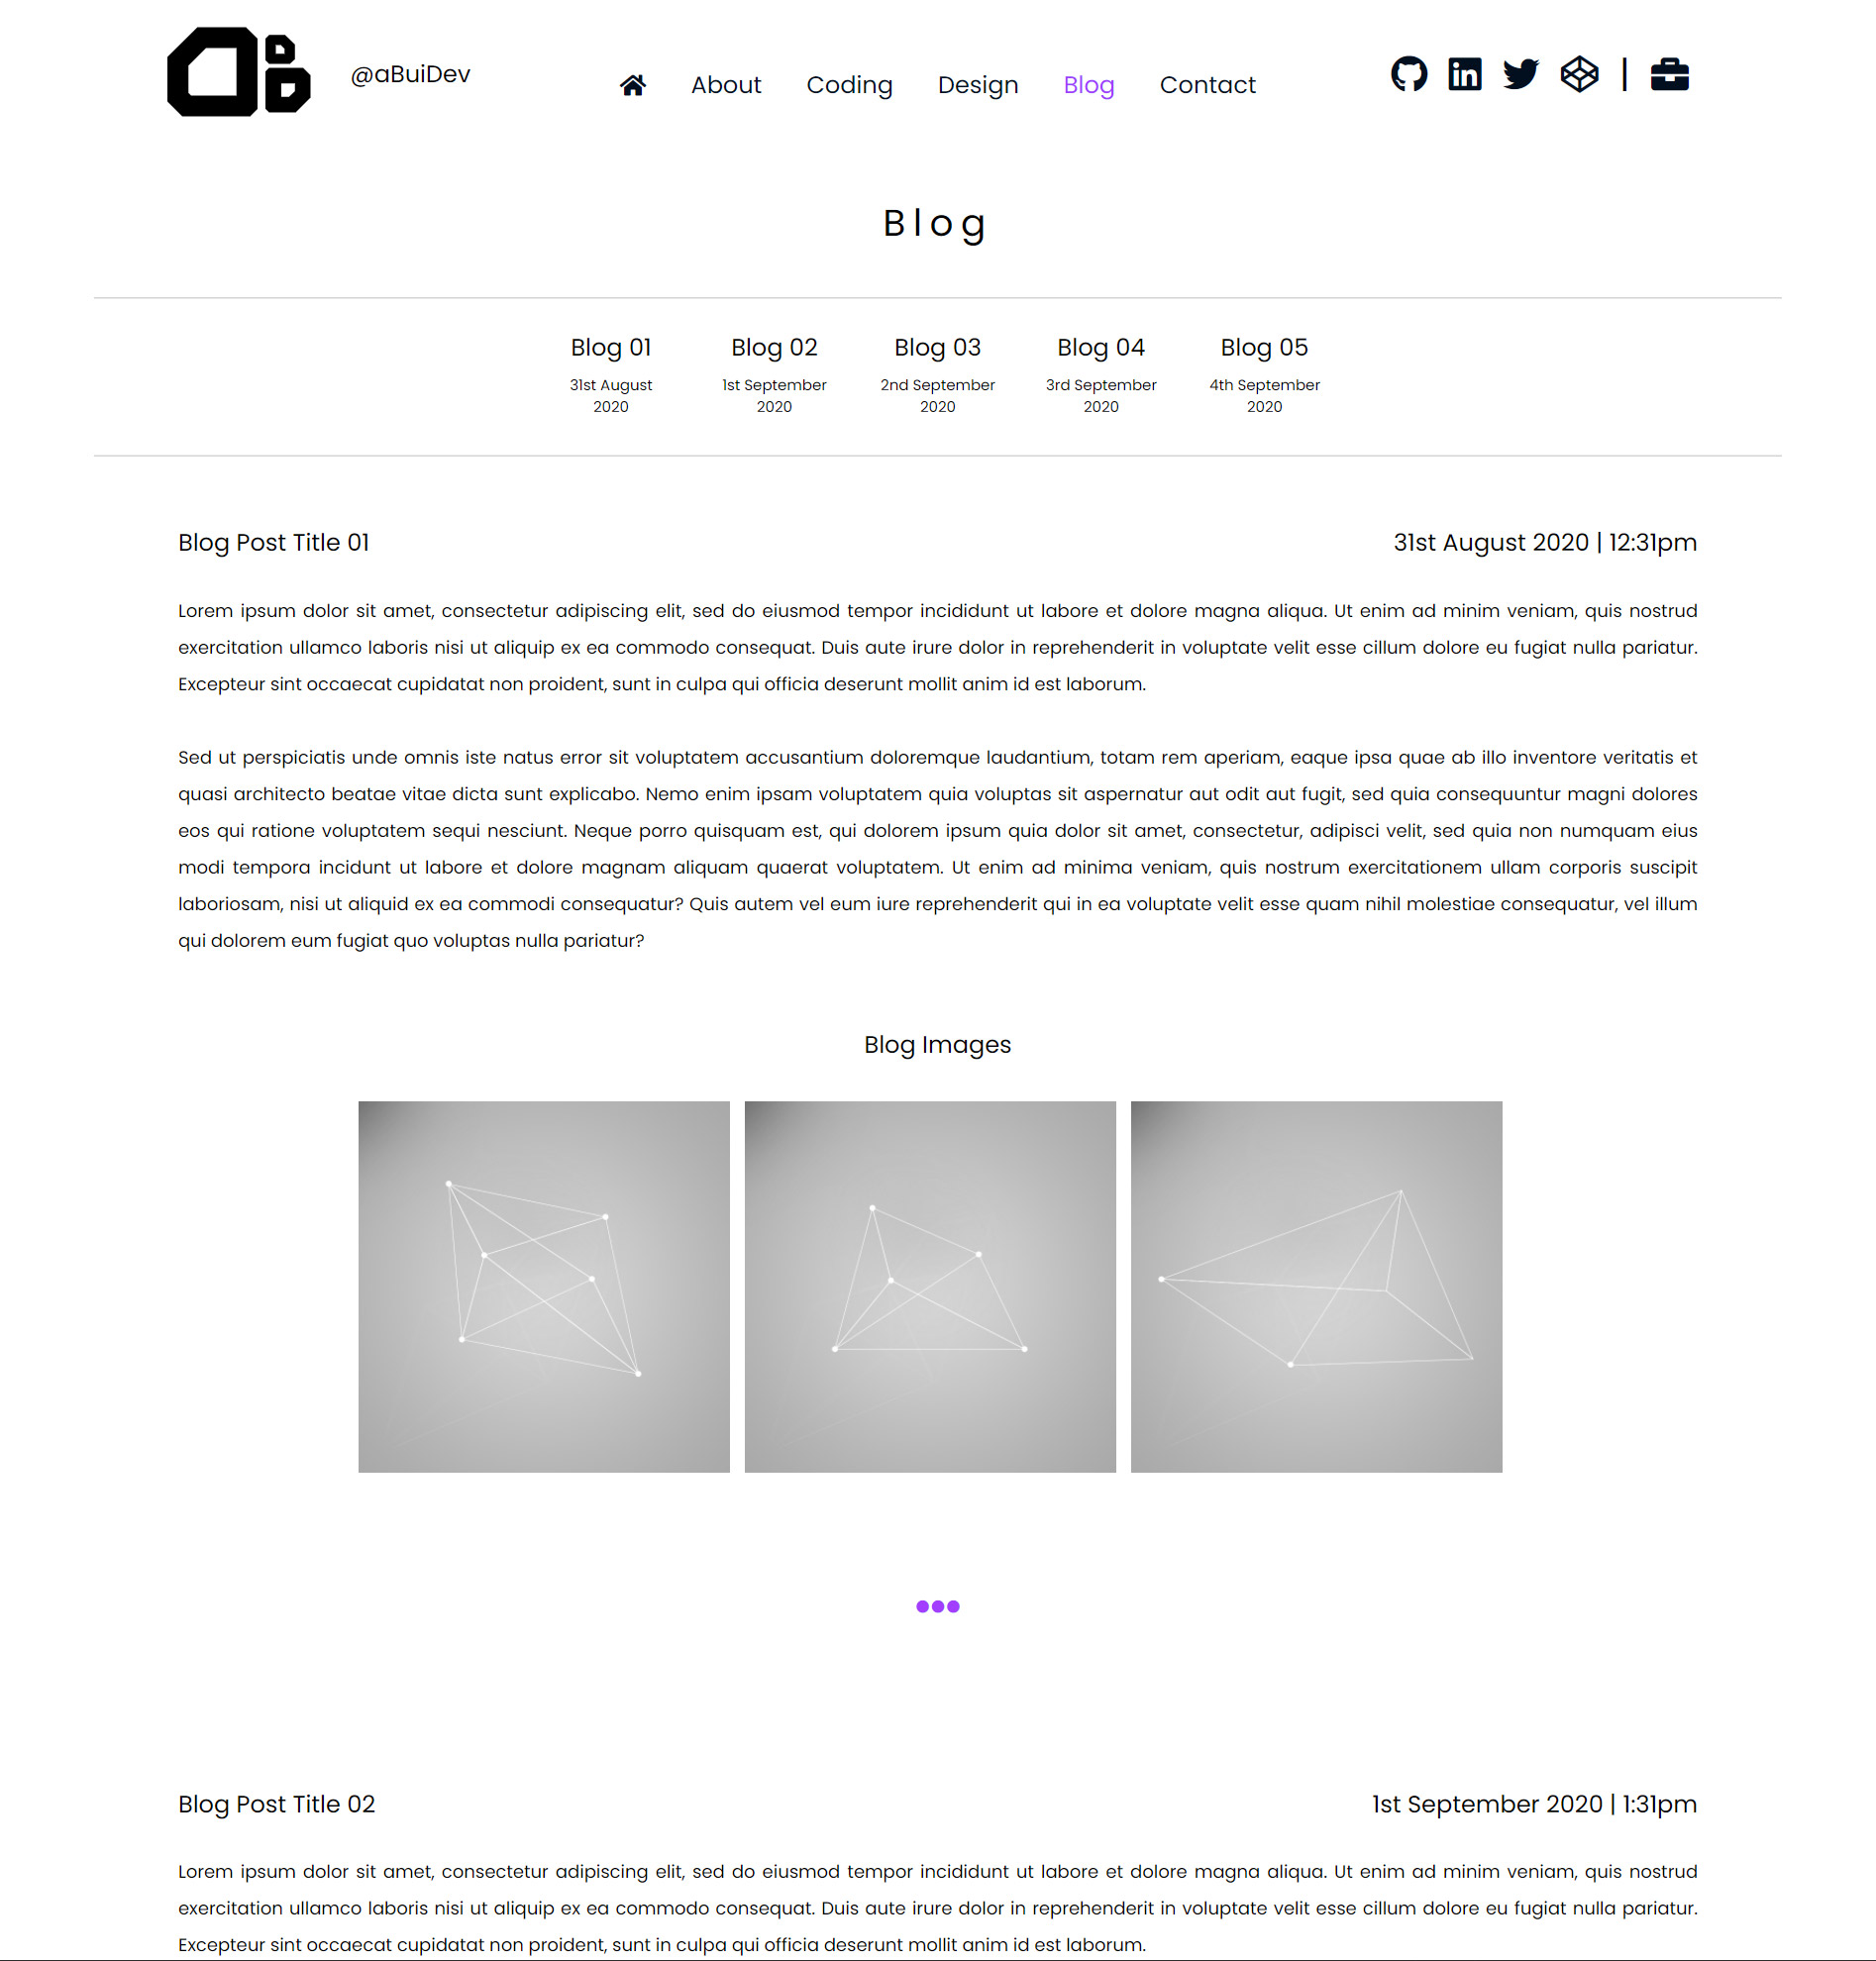 @aBuiDev
About Coding Design Blog Contact
|
Blog
Blog 01 Blog 02 Blog 03 Blog 04 Blog 05
31st August 1st September 2nd September 3rd September 4th September
2020 2020 2020 2020 2020
Blog Post Title 01 31st August 2020 | 12:31pm
Lorem ipsum dolor sit amet, consectetur adipiscing elit, sed do eiusmod tempor incididunt ut labore et dolore magna aliqua. Ut enim ad minim veniam, quis nostrud
exercitation ullamco laboris nisi ut aliquip ex ea commodo consequat. Duis aute irure dolor in reprehenderit in voluptate velit esse cillum dolore eu fugiat nulla pariatur.
Excepteur sint occaecat cupidatat non proident, sunt in culpa qui officia deserunt mollit anim id est laborum.
Sed ut perspiciatis unde omnis iste natus error sit voluptatem accusantium doloremque laudantium, totam rem aperiam, eaque ipsa quae ab illo inventore veritatis et
quasi architecto beatae vitae dicta sunt explicabo. Nemo enim ipsam voluptatem quia voluptas sit aspernatur aut odit aut fugit, sed quia consequuntur magni dolores
eos qui ratione voluptatem sequi nesciunt. Neque porro quisquam est, qui dolorem ipsum quia dolor sit amet, consectetur, adipisci velit, sed quia non numquam eius
modi tempora incidunt ut labore et dolore magnam aliquam quaerat voluptatem. Ut enim ad minima veniam, quis nostrum exercitationem ullam corporis suscipit
laboriosam, nisi ut aliquid ex ea commodi consequatur? Quis autem vel eum iure reprehenderit qui in ea voluptate velit esse quam nihil molestiae consequatur, vel illum
qui dolorem eum fugiat quo voluptas nulla pariatur?
Blog Images
Blog Post Title 02 1st September 2020 | 1:31pm
Lorem ipsum dolor sit amet, consectetur adipiscing elit, sed do eiusmod tempor incididunt ut labore et dolore magna aliqua. Ut enim ad minim veniam, quis nostrud
exercitation ullamco laboris nisi ut aliquip ex ea commodo consequat. Duis aute irure dolor in reprehenderit in voluptate velit esse cillum dolore eu fugiat nulla pariatur.
Excepteur sint occaecat cupidatat non proident, sunt in culpa qui officia deserunt mollit anim id est laborum.